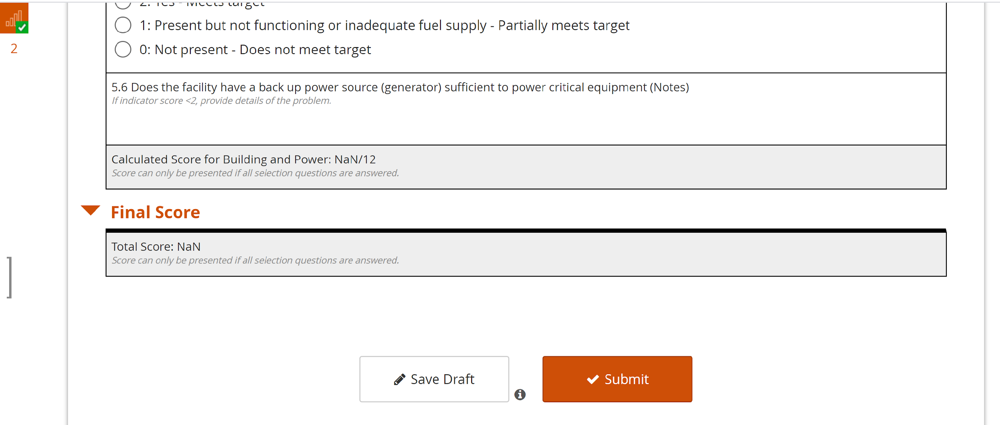 2: Yes - Meets target
1: Present but not functioning or inadequate fuel supply - Partially meets target
0: Not present - Does not meet target
2
5.6 Does the facility have a back up power source (generator) sufficient to power critical equipment (Notes)
If indicator score <2, provide details of the problem.
Calculated Score for Building and Power: NaN/12
Score can only be presented if all selection questions are answered.
Final Score
Total Score: NaN
Score can only be presented if all selection questions are answered.
]
Save Draft
Submit